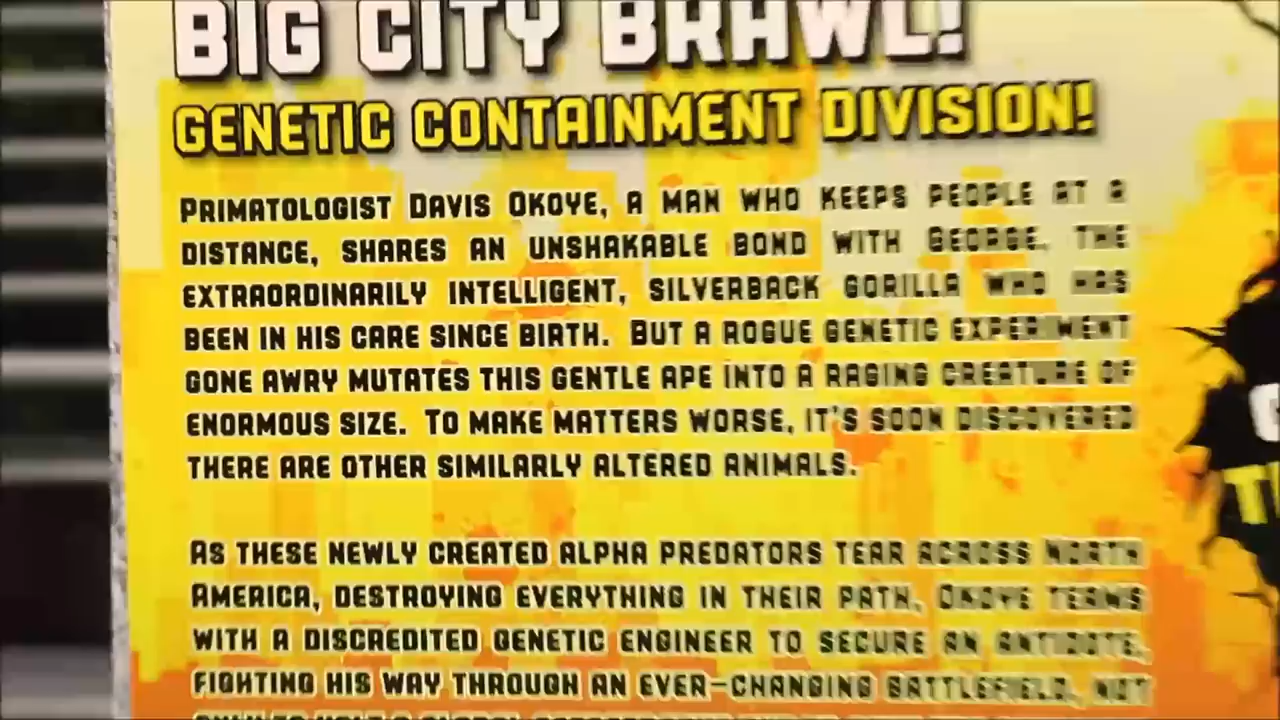 BIG CITY BRAWL!
GENETIC CONTAINMENT DIVISION!
PRIMATOLOGIST DAVIS OKOYE, A MAN WHO KEEPS PEOPLE AT A
DISTANCE, SHARES AN UNSHAKABLE BOND WITH GEORGE, THE
EXTRAORDINARILY INTELLIGENT, SILVERBACK GORILLA WHO HAS
BEEN IN HIS CARE SINCE BIRTH. BUT A ROGUE GENETIC EXPERIMENT
GONE AWRY MUTATES THIS GENTLE APE INTO A RAGING CREATURE OF
ENORMOUS SIZE. TO MAKE MATTERS WORSE, IT'S SOON DISCOVERED
THERE ARE OTHER SIMILARLY ALTERED ANIMALS.
AS THESE NEWLY CREATED ALPHA PREDATORS TEAR ACROSS NORTH
AMERICA, DESTROYING EVERYTHING IN THEIR PATH, OKOYE TEAMS
WITH A DISCREDITED GENETIC ENGINEER TO SECURE AN ANTIDOTE,
FIGHTING HIS WAY THROUGH AN EVER-CHANGING BATTLEFIELD, NOT